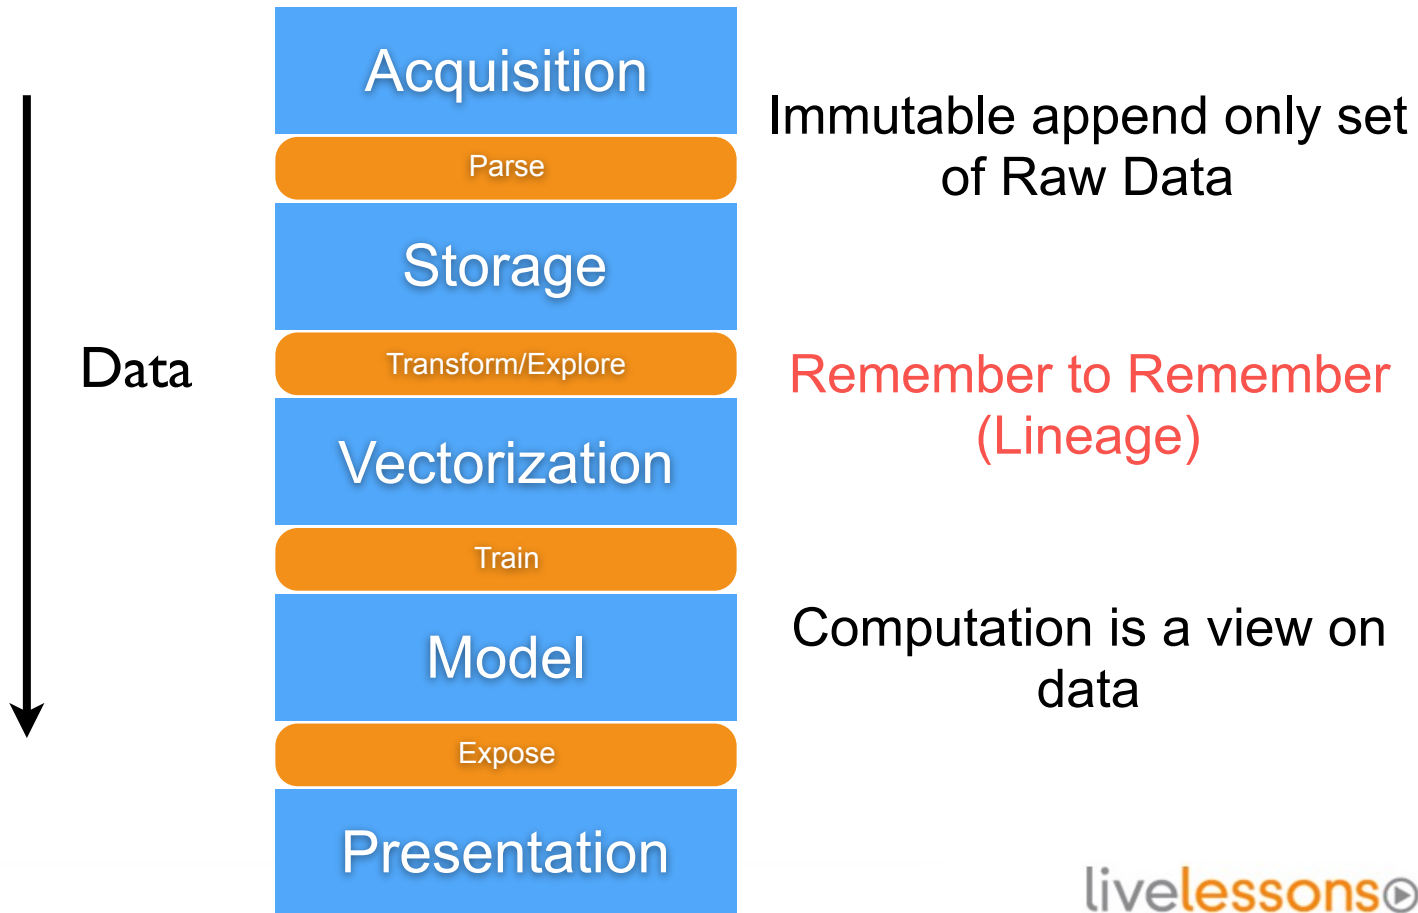 Data
Acquisition
Parse
Storage
Transform/Explore
Vectorization
Train
Model
Expose
Presentation
Immutable append only set
of Raw Data
Remember to Remember
(Lineage)
Computation is a view on
data
livelessons